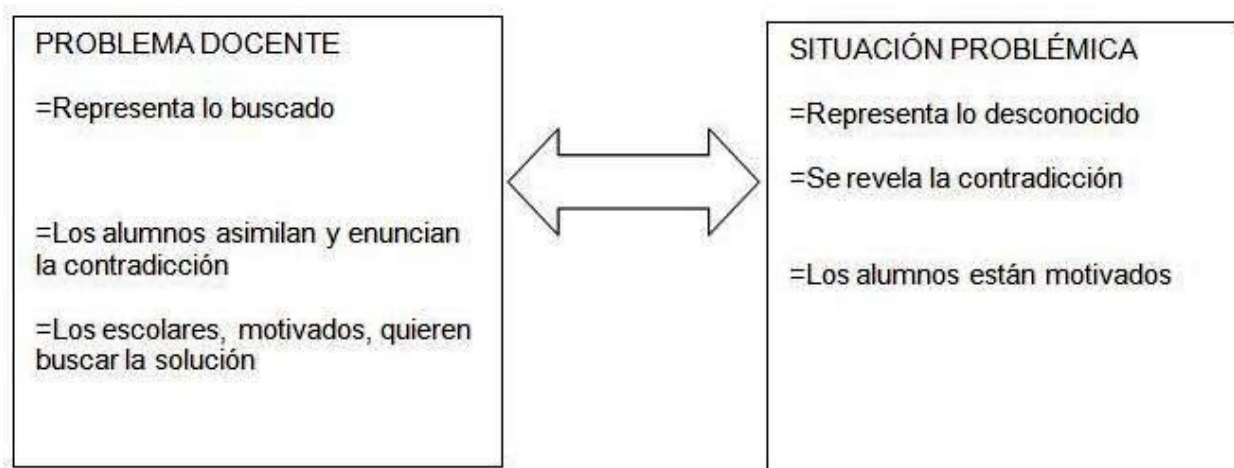 PROBLEMA DOCENTE
=Representa lo buscado
=Los alumnos asimilan y enuncian
la contradicción
=Los escolares, motivados, quieren
buscar la solución
SITUACIÓN PROBLÉMICA
=Representa lo desconocido
=Se revela la contradicción
=Los alumnos están motivados